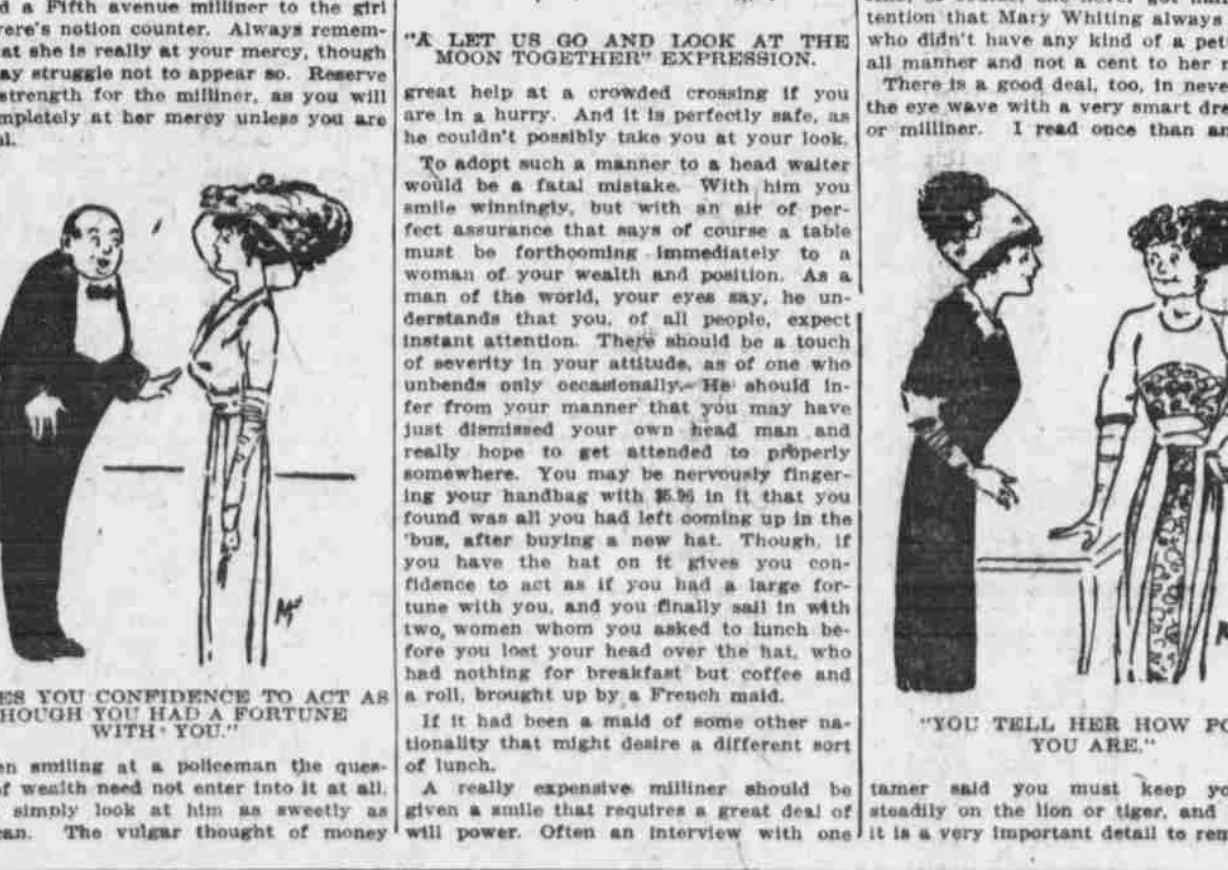 d a Fifth avenue milliner to the girl
vere's notion counter. Always remem-
at she is really at your mercy, though
ay struggle not to appear so. Reserve
strength for the milliner, as you will
mpletely at her mercy unless you are
al.
ES YOU CONFIDENCE TO ACT AS
HOUGH YOU HAD A FORTUNE
WITH YOU."
en smiling at a policeman the ques-
of wealth need not enter into it at all.
simply look at him as sweetly as
can. The vulgar thought of money
"A LET US GO AND LOOK AT THE
MOON TOGETHER" EXPRESSION.
great help at a crowded crossing if you
are in a hurry. And it is perfectly safe, as
he couldn't possibly take you at your look.
To adopt such a manner to a head waiter
would be a fatal mistake. With him you
smile winningly, but with an air of per-
fect assurance that says of course a table
must be forthcoming immediately to a
woman of your wealth and position. As a
man of the world, your eyes say, he un-
derstands that you, of all people, expect
instant attention. There should be a touch
of severity in your attitude, as of one who
unbends only occasionally. He should in-
fer from your manner that you may have
just dismissed your own head man and
really hope to get attended to properly
somewhere. You may be nervously finger-
ing your handbag with $5.96 in it that you
found was all you had left coming up in the
'bus, after buying a new hat. Though, if
you have the hat on it gives you con-
fidence to act as if you had a large for-
tune with you, and you finally sail in with
two women whom you asked to lunch be-
fore you lost your head over the hat, who
had nothing for breakfast but coffee and
a roll, brought up by a French maid.
If it had been a maid of some other na-
tionality that might desire a different sort
of lunch.
A really expensive milliner should be
given a smile that requires a great deal of
will power. Often an interview with one
tention that Mary Whiting always
who didn't have any kind of a pet
all manner and not a cent to her n
There is a good deal, too, in neve
the eye wave with a very smart dre
or milliner. I read once than an
"YOU TELL HER HOW PO
YOU ARE."
tamer said you must keep yo
steadily on the lion or tiger, and
it is a very important detail to rem